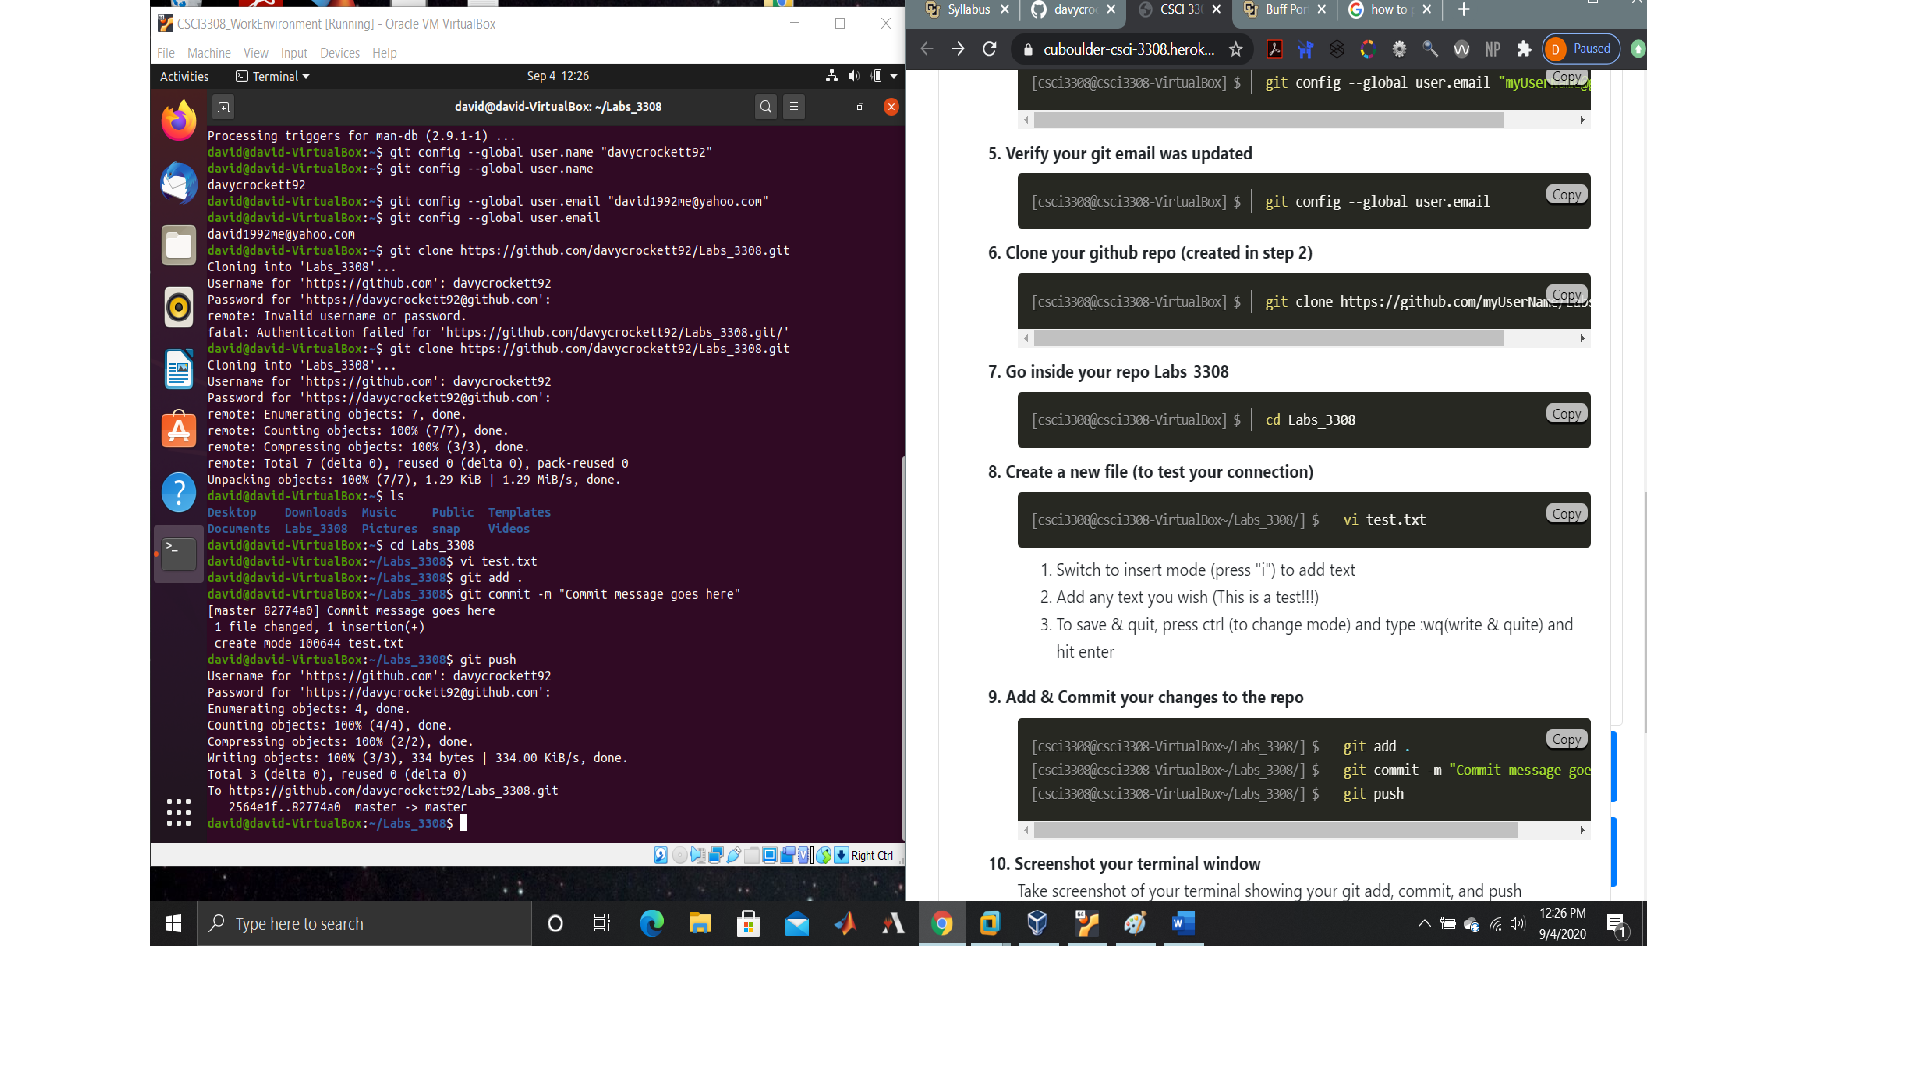 CSCI3308_WorkEnvironment [Running] - Oracle VM VirtualBox
File Machine View Input Devices Help
Activities Terminal Sep 4 12:26
david@david-VirtualBox: ~/Labs_3308
Processing triggers for man-db (2.9.1-1) ...
david@david-VirtualBox:~$ git config --global user.name "davycrockett92"
david@david-VirtualBox:~$ git config --global user.name
davycrockett92
david@david-VirtualBox:~$ git config --global user.email "david1992me@yahoo.com"
david@david-VirtualBox:~$ git config --global user.email
david1992me@yahoo.com
david@david-VirtualBox:~$ git clone https://github.com/davycrockett92/Labs_3308.git
Cloning into 'Labs_3308'...
Username for 'https://github.com': davycrockett92
Password for 'https://davycrockett92@github.com':
remote: Invalid username or password.
fatal: Authentication failed for 'https://github.com/davycrockett92/Labs_3308.git/'
david@david-VirtualBox:~$ git clone https://github.com/davycrockett92/Labs_3308.git
Cloning into 'Labs_3308'...
Username for 'https://github.com': davycrockett92
Password for 'https://davycrockett92@github.com':
remote: Enumerating objects: 7, done.
remote: Counting objects: 100% (7/7), done.
remote: Compressing objects: 100% (3/3), done.
remote: Total 7 (delta 0), reused 0 (delta 0), pack-reused 0
Unpacking objects: 100% (7/7), 1.29 KiB | 1.29 MiB/s, done.
david@david-VirtualBox:~$ ls
Desktop Downloads Music Public Templates
Documents Labs_3308 Pictures snap Videos
david@david-VirtualBox:~$ cd Labs_3308
david@david-VirtualBox:~/Labs_3308$ vi test.txt
david@david-VirtualBox:~/Labs_3308$ git add .
david@david-VirtualBox:~/Labs_3308$ git commit -m "Commit message goes here"
[master 82774a0] Commit message goes here
1 file changed, 1 insertion(+)
create mode 100644 test.txt
david@david-VirtualBox:~/Labs_3308$ git push
Username for 'https://github.com': davycrockett92
Password for 'https://davycrockett92@github.com':
Enumerating objects: 4, done.
Counting objects: 100% (4/4), done.
Compressing objects: 100% (2/2), done.
Writing objects: 100% (3/3), 334 bytes | 334.00 KiB/s, done.
Total 3 (delta 0), reused 0 (delta 0)
To https://github.com/davycrockett92/Labs_3308.git
2564e1f..82774a0 master -> master
david@david-VirtualBox:~/Labs_3308$
Right Ctrl
Syllabus davycro CSCI 33 Buff Por how to
cuboulder-csci-3308.herok... NP D Paused
[csci3308@csci3308-VirtualBox] $ git config --global user.email
Copy
5. Verify your git email was updated
[csci3308@csci3308-VirtualBox] $ git config --global user.email
Copy
6. Clone your github repo (created in step 2)
[csci3308@csci3308-VirtualBox] $ git clone https://github.com/myUserNam
Copy
7. Go inside your repo Labs_3308
[csci3308@csci3308-VirtualBox] $ cd Labs_3308
Copy
8. Create a new file (to test your connection)
[csci3308@csci3308-VirtualBox~/Labs_3308/] $ vi test.txt
Copy
1. Switch to insert mode (press "i") to add text
2. Add any text you wish (This is a test!!!)
3. To save & quit, press ctrl (to change mode) and type :wq(write & quite) and
hit enter
9. Add & Commit your changes to the repo
[csci3308@csci3308-VirtualBox~/Labs_3308/] $ git add .
Copy
[csci3308@csci3308-VirtualBox~/Labs_3308/] $ git commit m "Commit message goe
[csci3308@csci3308-VirtualBox~/Labs_3308/] $ git push
10. Screenshot your terminal window
Take screenshot of your terminal showing your git add, commit, and push
Type here to search
12:26 PM
9/4/2020
1